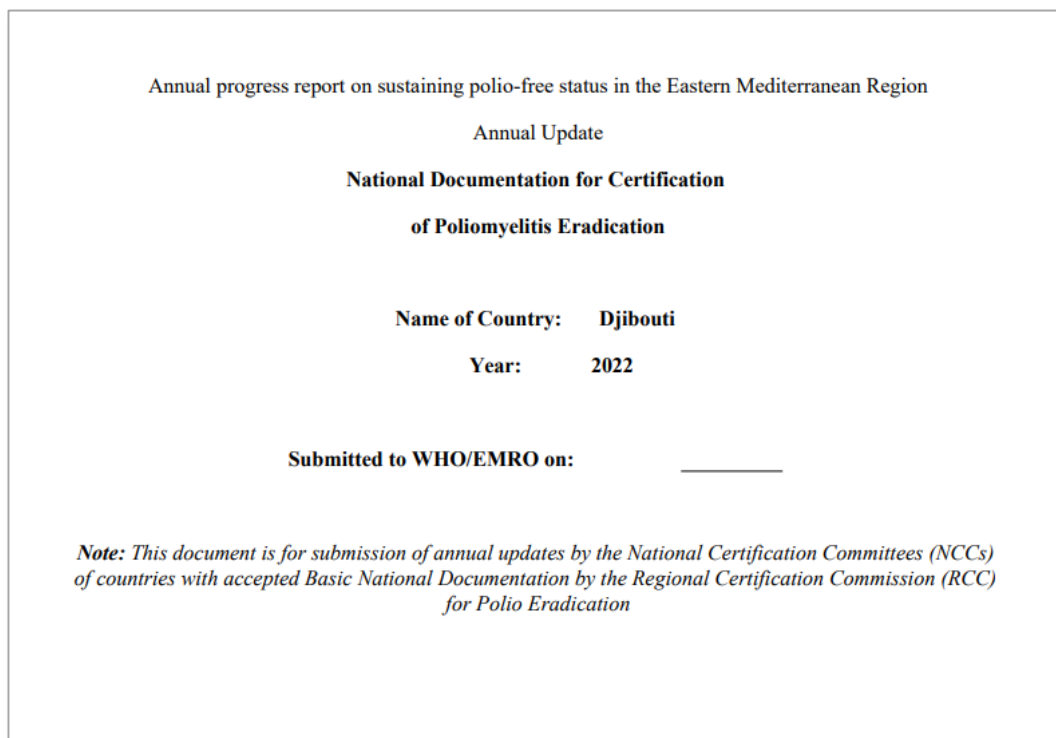 Annual progress report on sustaining polio-free status in the Eastern Mediterranean Region
Annual Update
National Documentation for Certification
of Poliomyelitis Eradication
Name of Country: Djibouti
Year: 2022
Submitted to WHO/EMRO on: __________
Note: This document is for submission of annual updates by the National Certification Committees (NCCs)
of countries with accepted Basic National Documentation by the Regional Certification Commission (RCC)
for Polio Eradication